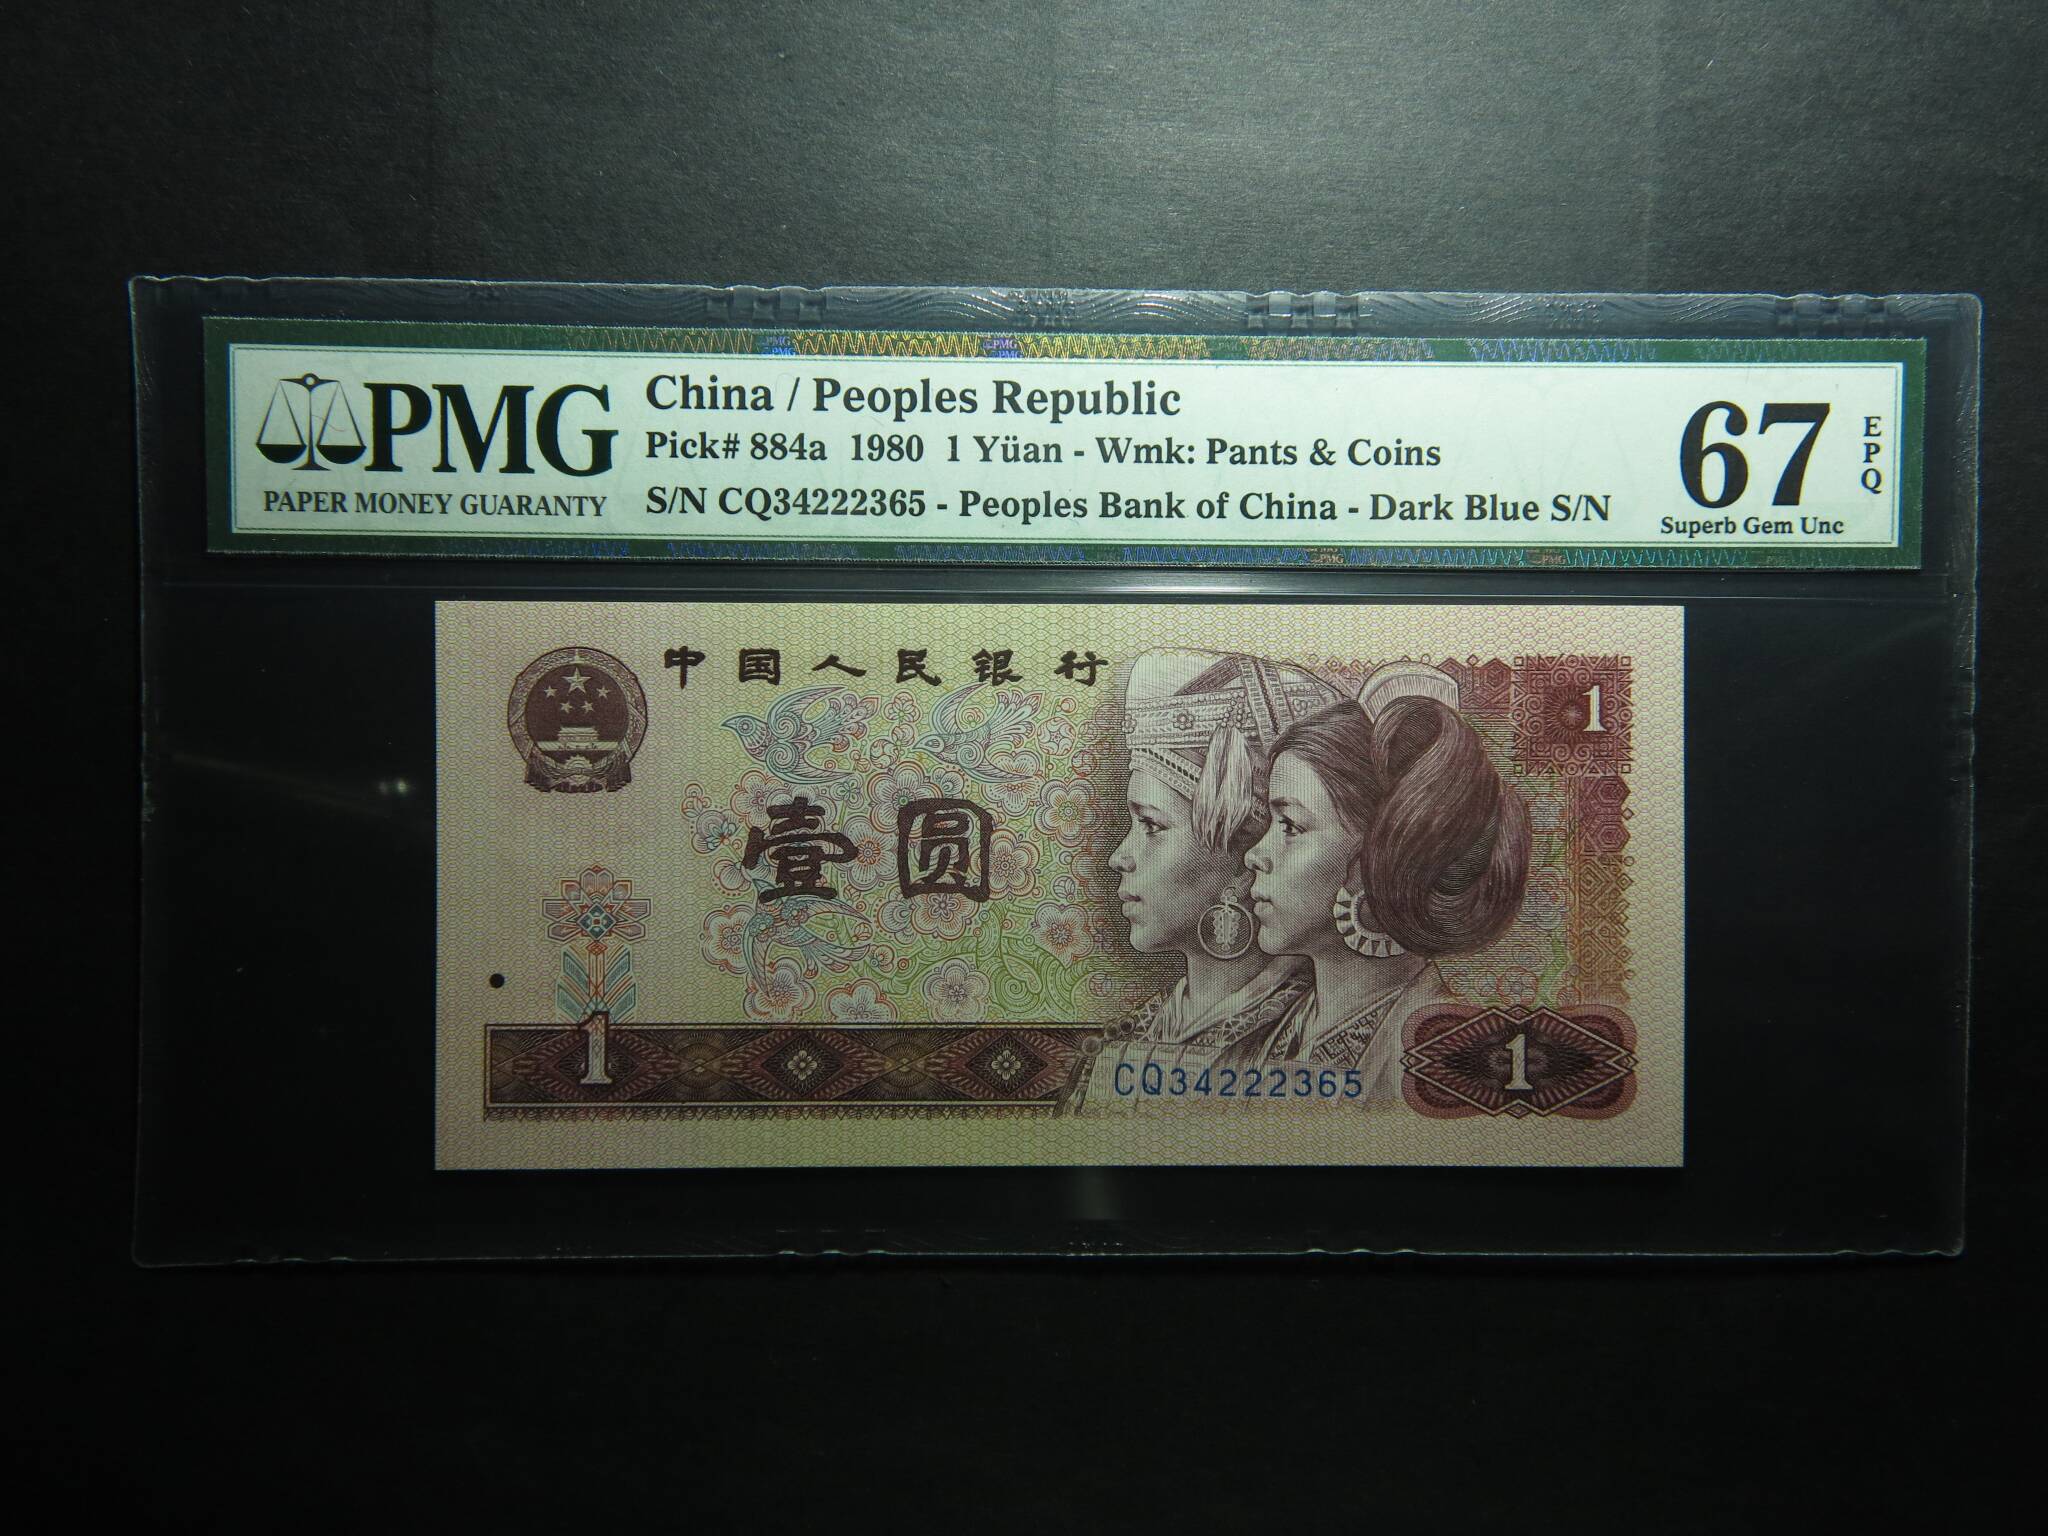 PMG
PAPER MONEY GUARANTY
China / Peoples Republic
Pick# 884a 1980 1 Yüan - Wmk: Pants & Coins
S/N CQ34222365 - Peoples Bank of China - Dark Blue S/N
67
EPQ
Superb Gem Unc
中国人民银行
1
壹圆
1
CQ34222365
1